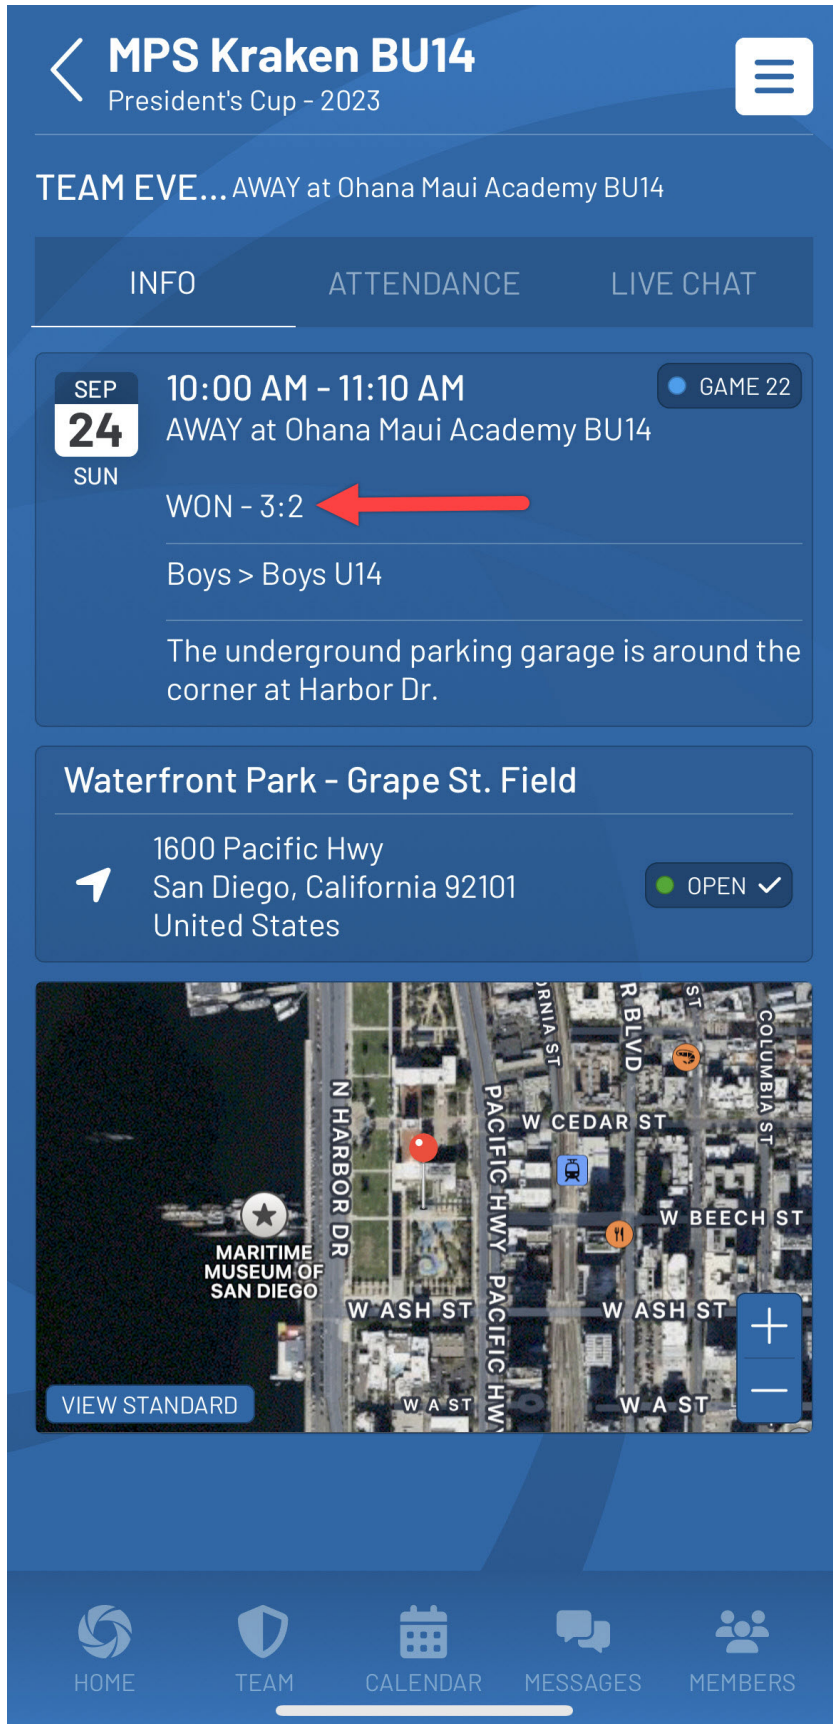 MPS Kraken BU14
President's Cup - 2023
TEAM EVE... AWAY at Ohana Maui Academy BU14
INFO
ATTENDANCE
LIVE CHAT
SEP
24
SUN
10:00 AM - 11:10 AM
GAME 22
AWAY at Ohana Maui Academy BU14
WON - 3:2
Boys > Boys U14
The underground parking garage is around the
corner at Harbor Dr.
Waterfront Park - Grape St. Field
1600 Pacific Hwy
San Diego, California 92101
United States
OPEN
RNIA ST
R BLVD
ST
COLUMBIA ST
N HARBOR DR
PACIFIC HWY
PACIFIC HWY
W CEDAR ST
W BEECH ST
MARITIME
MUSEUM OF
SAN DIEGO
W ASH ST
W ASH ST
W A ST
W A ST
VIEW STANDARD
HOME
TEAM
CALENDAR
MESSAGES
MEMBERS